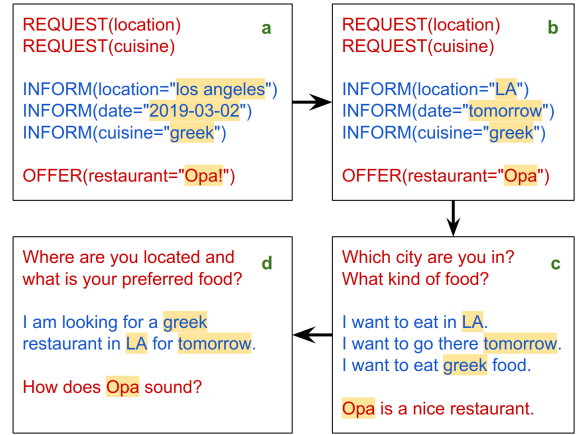 REQUEST(location)
REQUEST(cuisine)
a
INFORM(location="los angeles")
INFORM(date="2019-03-02")
INFORM(cuisine="greek")
OFFER(restaurant="Opa!")
REQUEST(location)
REQUEST(cuisine)
b
INFORM(location="LA")
INFORM(date="tomorrow")
INFORM(cuisine="greek")
OFFER(restaurant="Opa")
Which city are you in?
What kind of food?
c
I want to eat in LA.
I want to go there tomorrow.
I want to eat greek food.
Opa is a nice restaurant.
Where are you located and
what is your preferred food?
d
I am looking for a greek
restaurant in LA for tomorrow.
How does Opa sound?